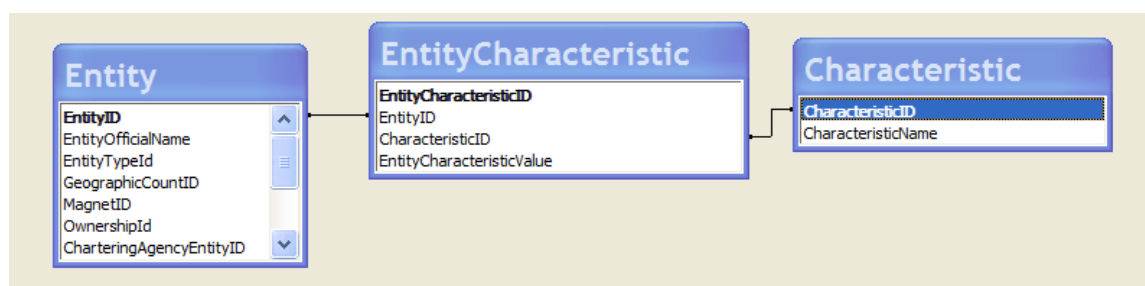 Entity
EntityID
EntityOfficialName
EntityTypeId
GeographicCountID
MagnetID
OwnershipId
CharteringAgencyEntityID
EntityCharacteristic
EntityCharacteristicID
EntityID
CharacteristicID
EntityCharacteristicValue
Characteristic
CharacteristicID
CharacteristicName